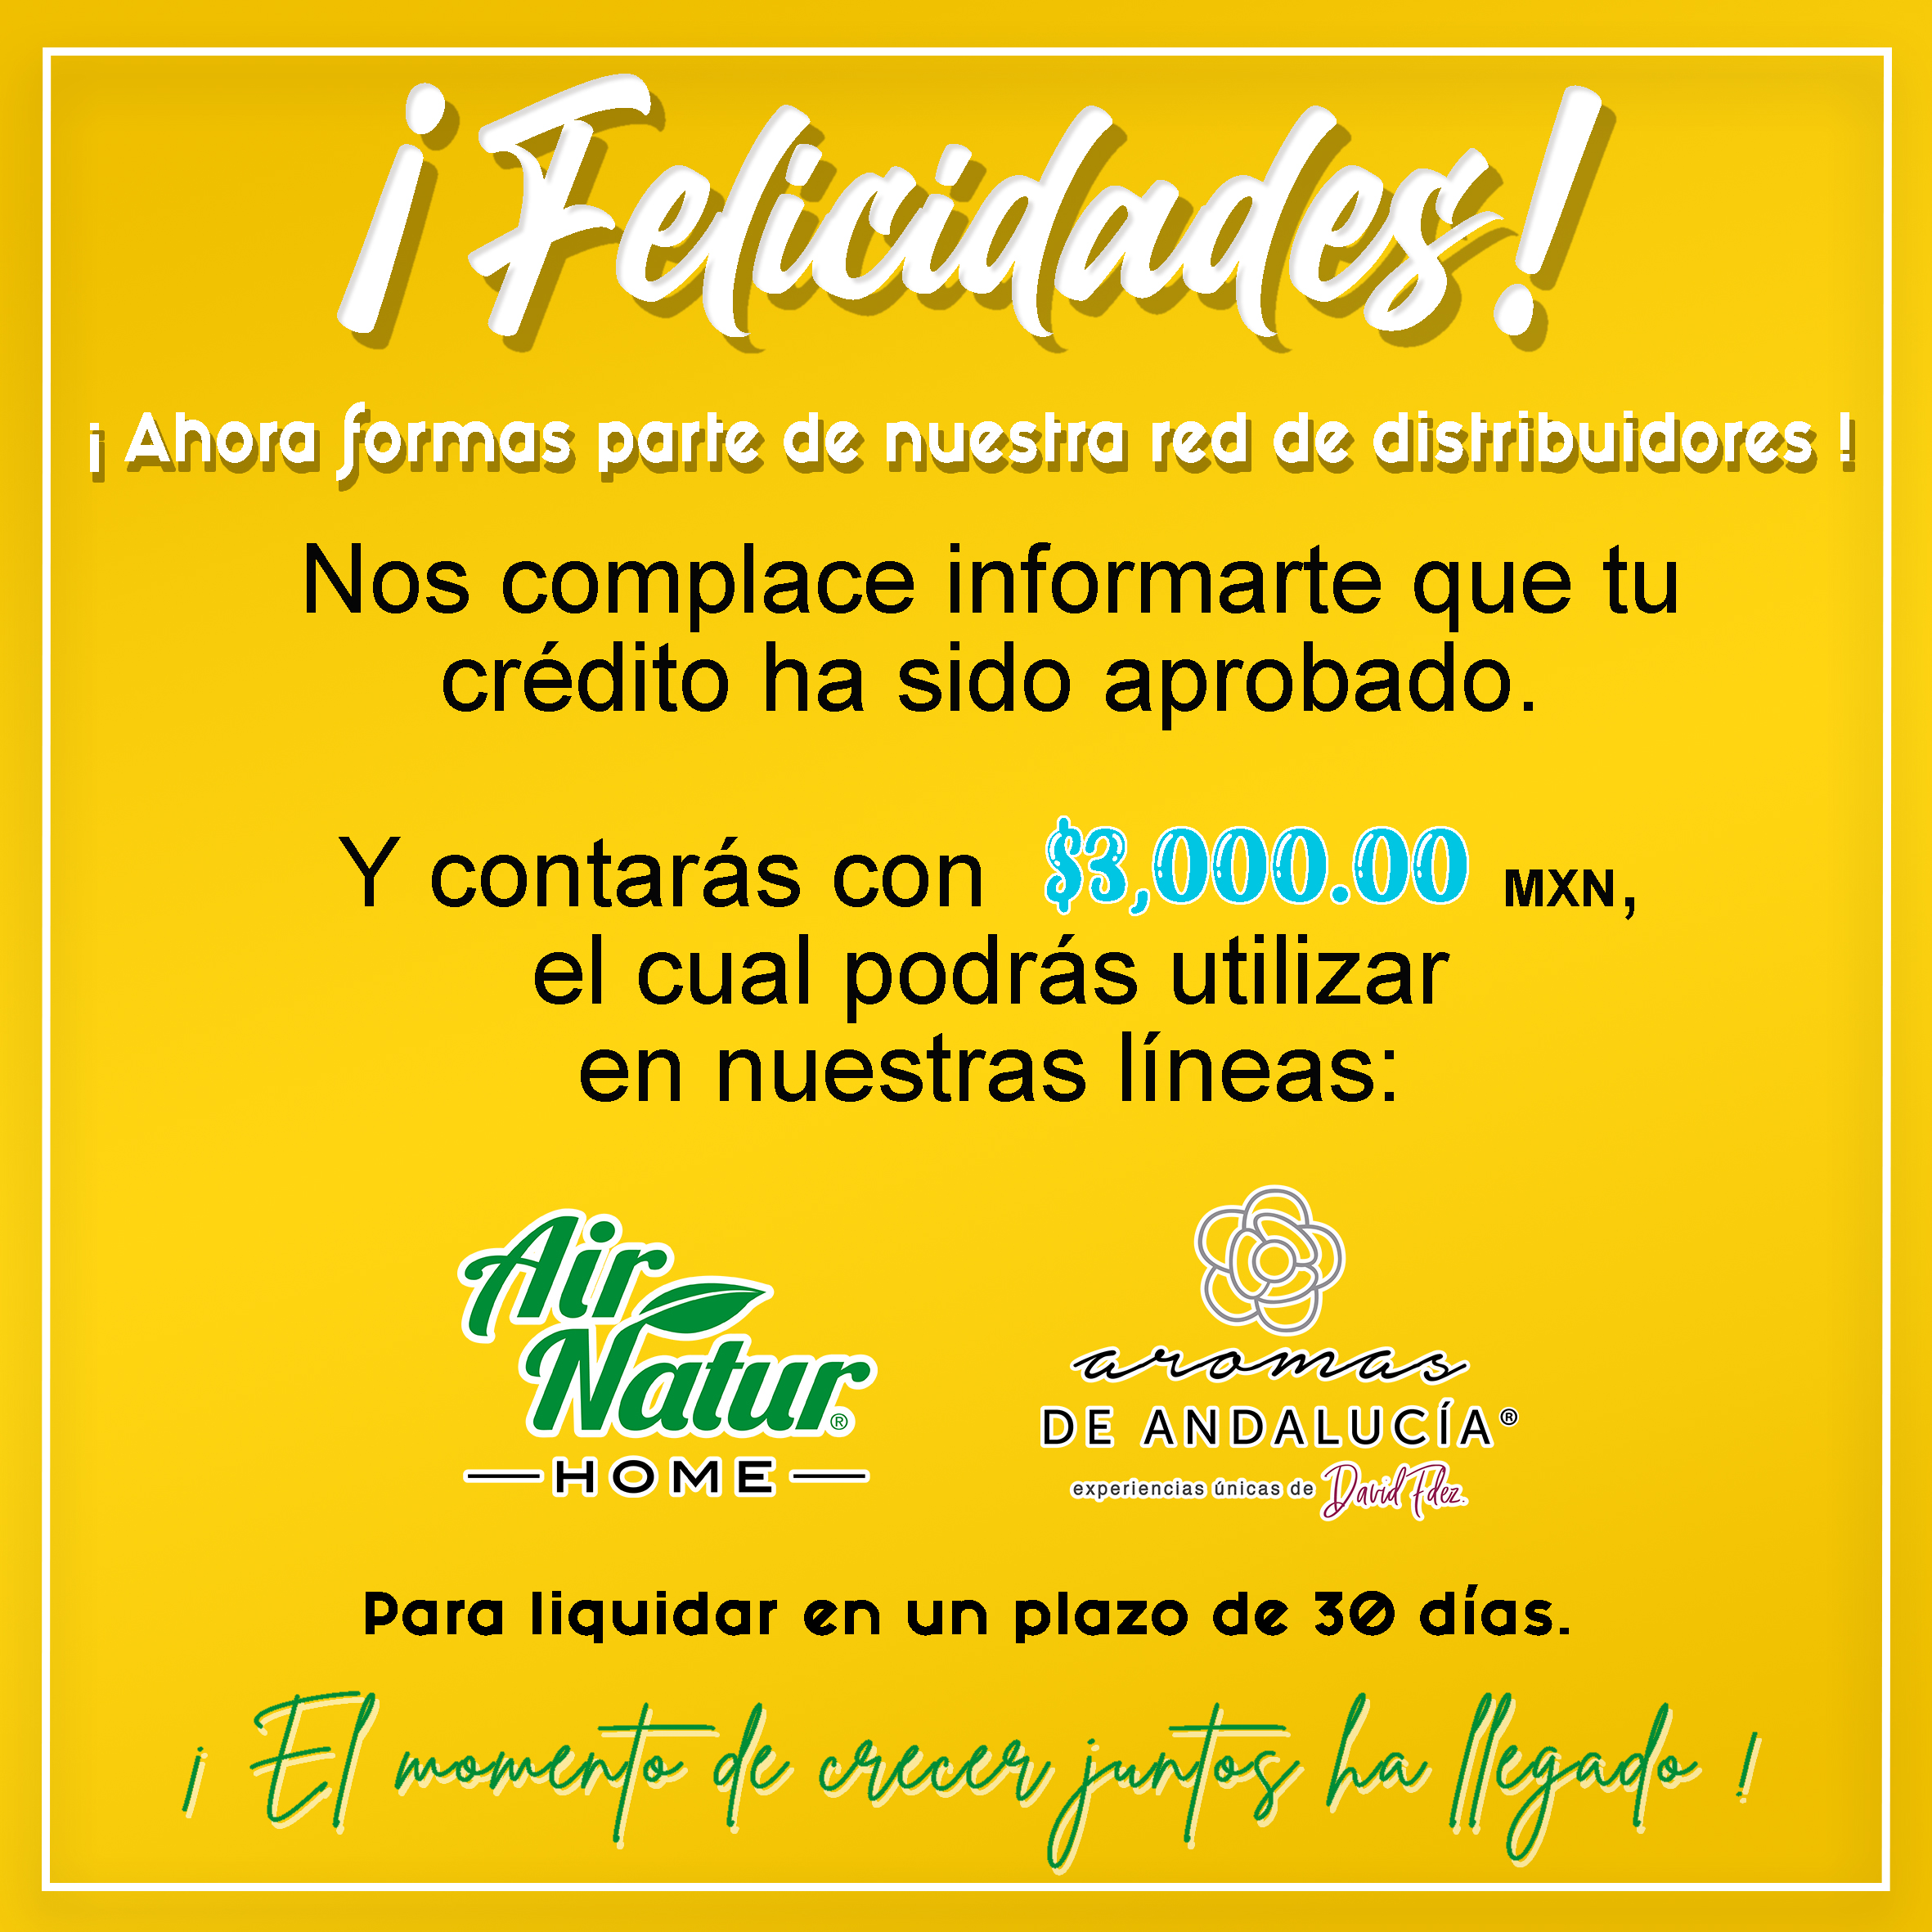 ¡Felicidades!
¡ Ahora formas parte de nuestra red de distribuidores !
Nos complace informarte que tu
crédito ha sido aprobado.
Y contarás con $3,000.00 MXN,
el cual podrás utilizar
en nuestras líneas:
Air
Natur®
HOME
aromas
DE ANDALUCÍA®
experiencias únicas de David Fdez.
Para liquidar en un plazo de 30 días.
¡ El momento de crecer juntos ha llegado !